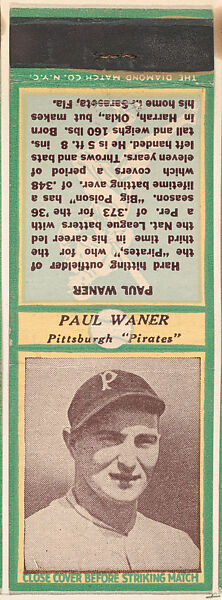 THE DIAMOND MATCH CO. N.Y.C.
PAUL WANER
Hard hitting outfielder of
the "Pirates", who for the
third time in his career led
the Nat. League batters with
a Per. of .373 for the '36
season. "Big Poison" has a
lifetime batting aver. of .348
which covers a period of
eleven years. Throws and bats
left handed. Is 5 ft. 8 ins.
tall and weighs 160 lbs. Born
in Harrah, Okla, but makes
his home in Sarasota, Fla.
PAUL WANER
Pittsburgh "Pirates"
P
CLOSE COVER BEFORE STRIKING MATCH